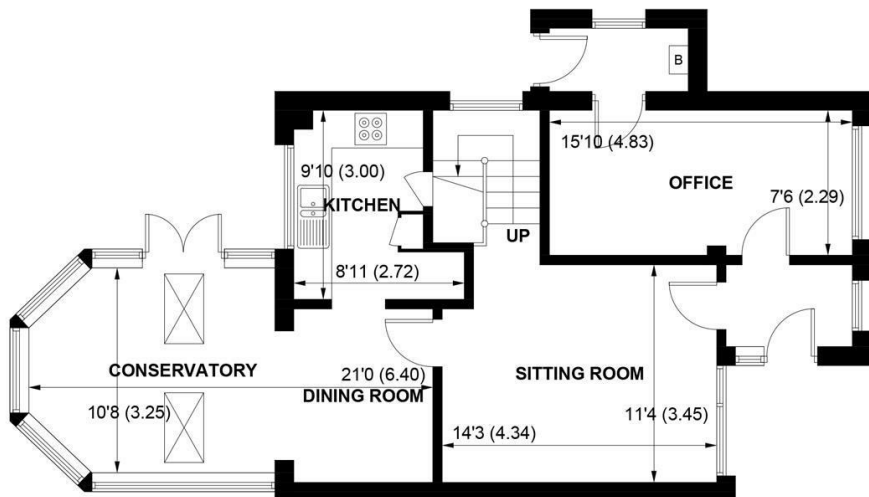 B
15'10 (4.83)
9'10 (3.00)
OFFICE
7'6 (2.29)
KITCHEN
UP
8'11 (2.72)
CONSERVATORY
21'0 (6.40)
SITTING ROOM
DINING ROOM
10'8 (3.25)
11'4 (3.45)
14'3 (4.34)